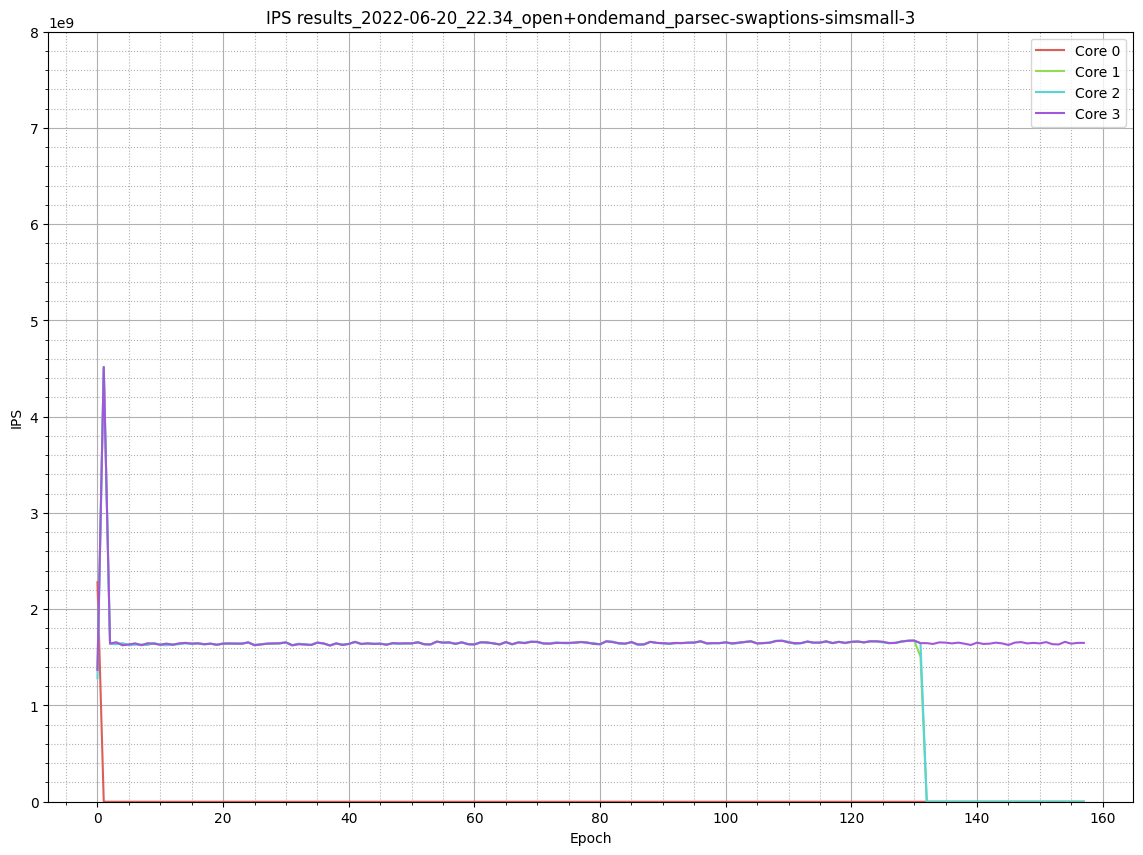 IPS results_2022-06-20_22.34_open+ondemand_parsec-swaptions-simsmall-3
1e9
8
7
6
5
4
3
2
1
0
IPS
Core 0
Core 1
Core 2
Core 3
0 20 40 60 80 100 120 140 160
Epoch